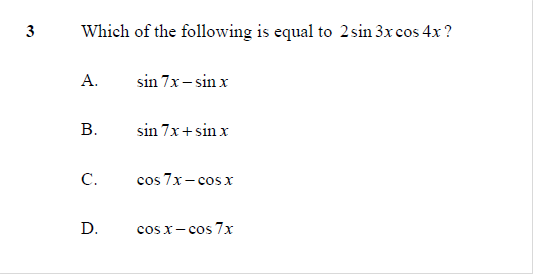 3 Which of the following is equal to 2 sin 3x cos 4x ?
A. sin 7x − sin x
B. sin 7x + sin x
C. cos 7x − cos x
D. cos x − cos 7x